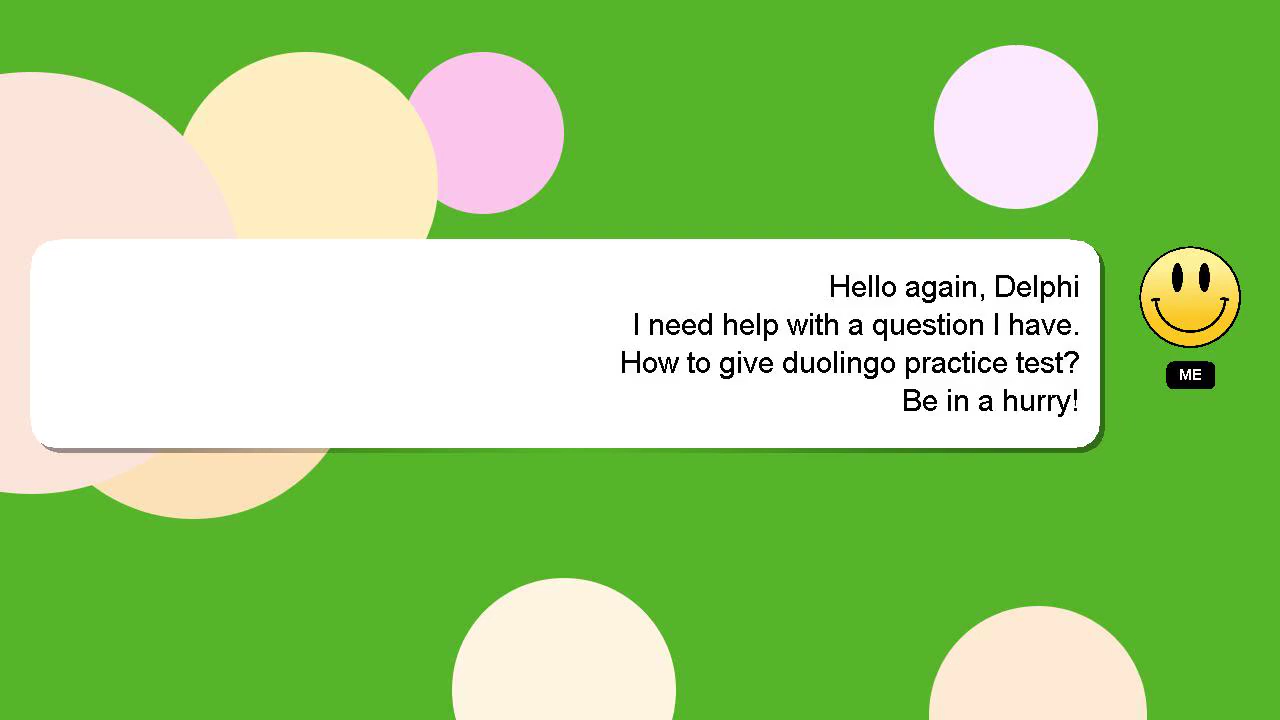 Hello again, Delphi
I need help with a question I have.
How to give duolingo practice test?
Be in a hurry!
ME